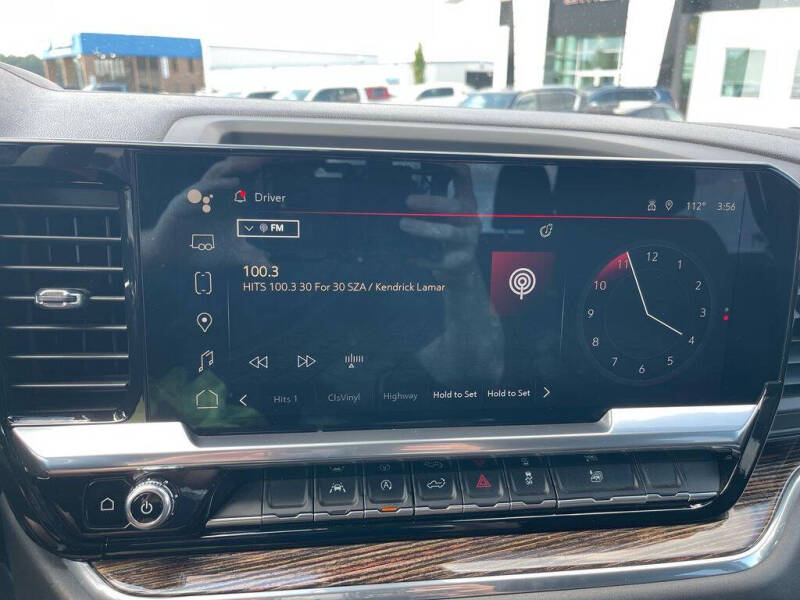 Driver
112° 3:56
FM
100.3
HITS 100.3 30 For 30 SZA / Kendrick Lamar
12
11 1
10 2
9 3
8 4
7 5
6
Hits 1 ClsVinyl Highway Hold to Set Hold to Set